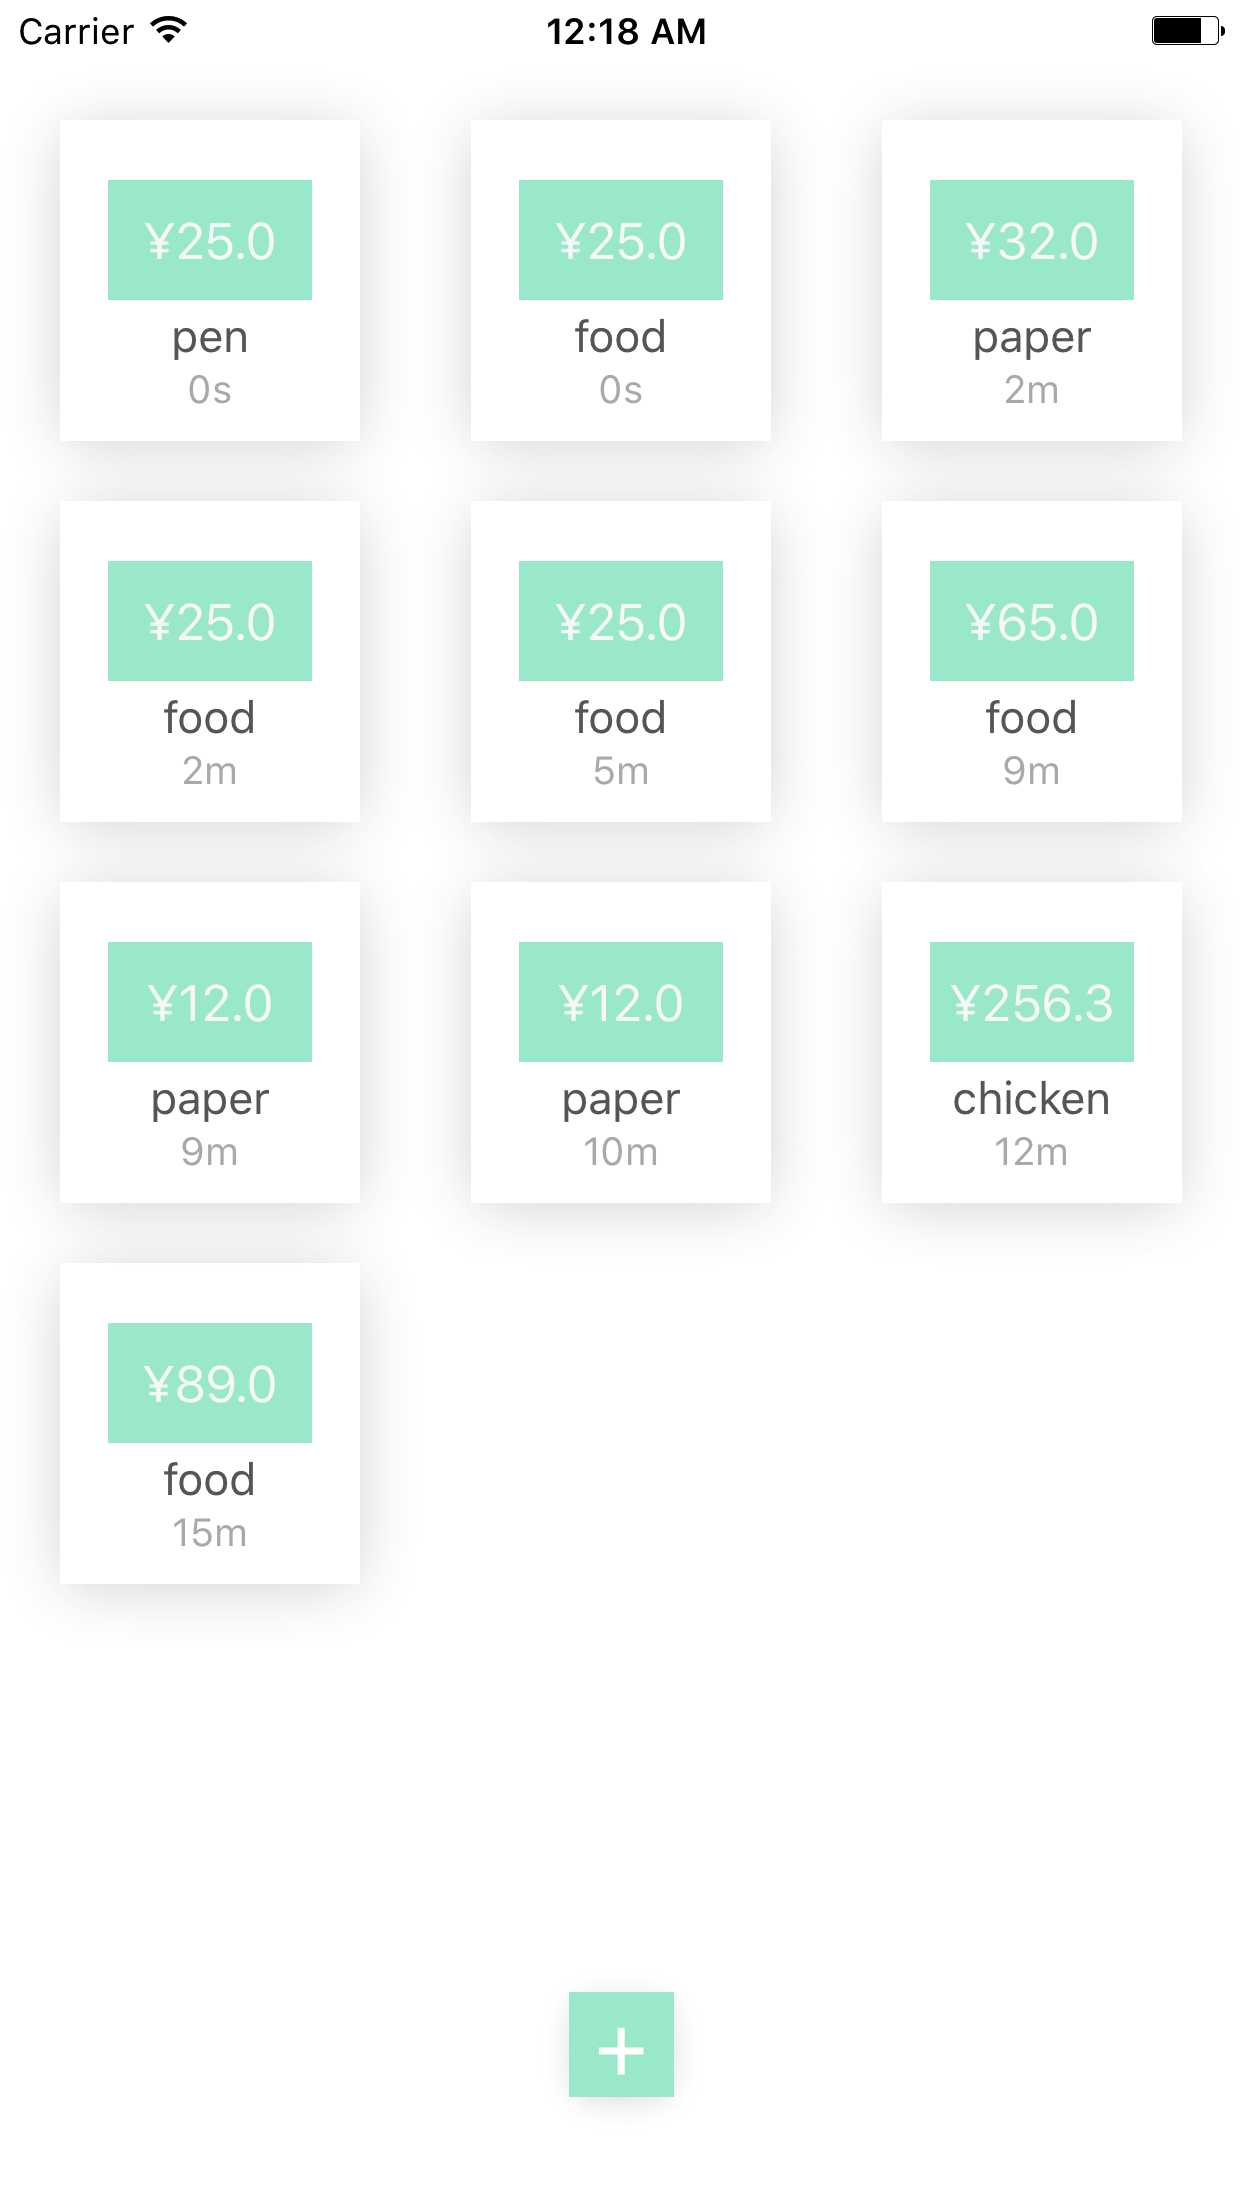 Carrier 12:18 AM
¥25.0
pen
0s
¥25.0
food
0s
¥32.0
paper
2m
¥25.0
food
2m
¥25.0
food
5m
¥65.0
food
9m
¥12.0
paper
9m
¥12.0
paper
10m
¥256.3
chicken
12m
¥89.0
food
15m
+